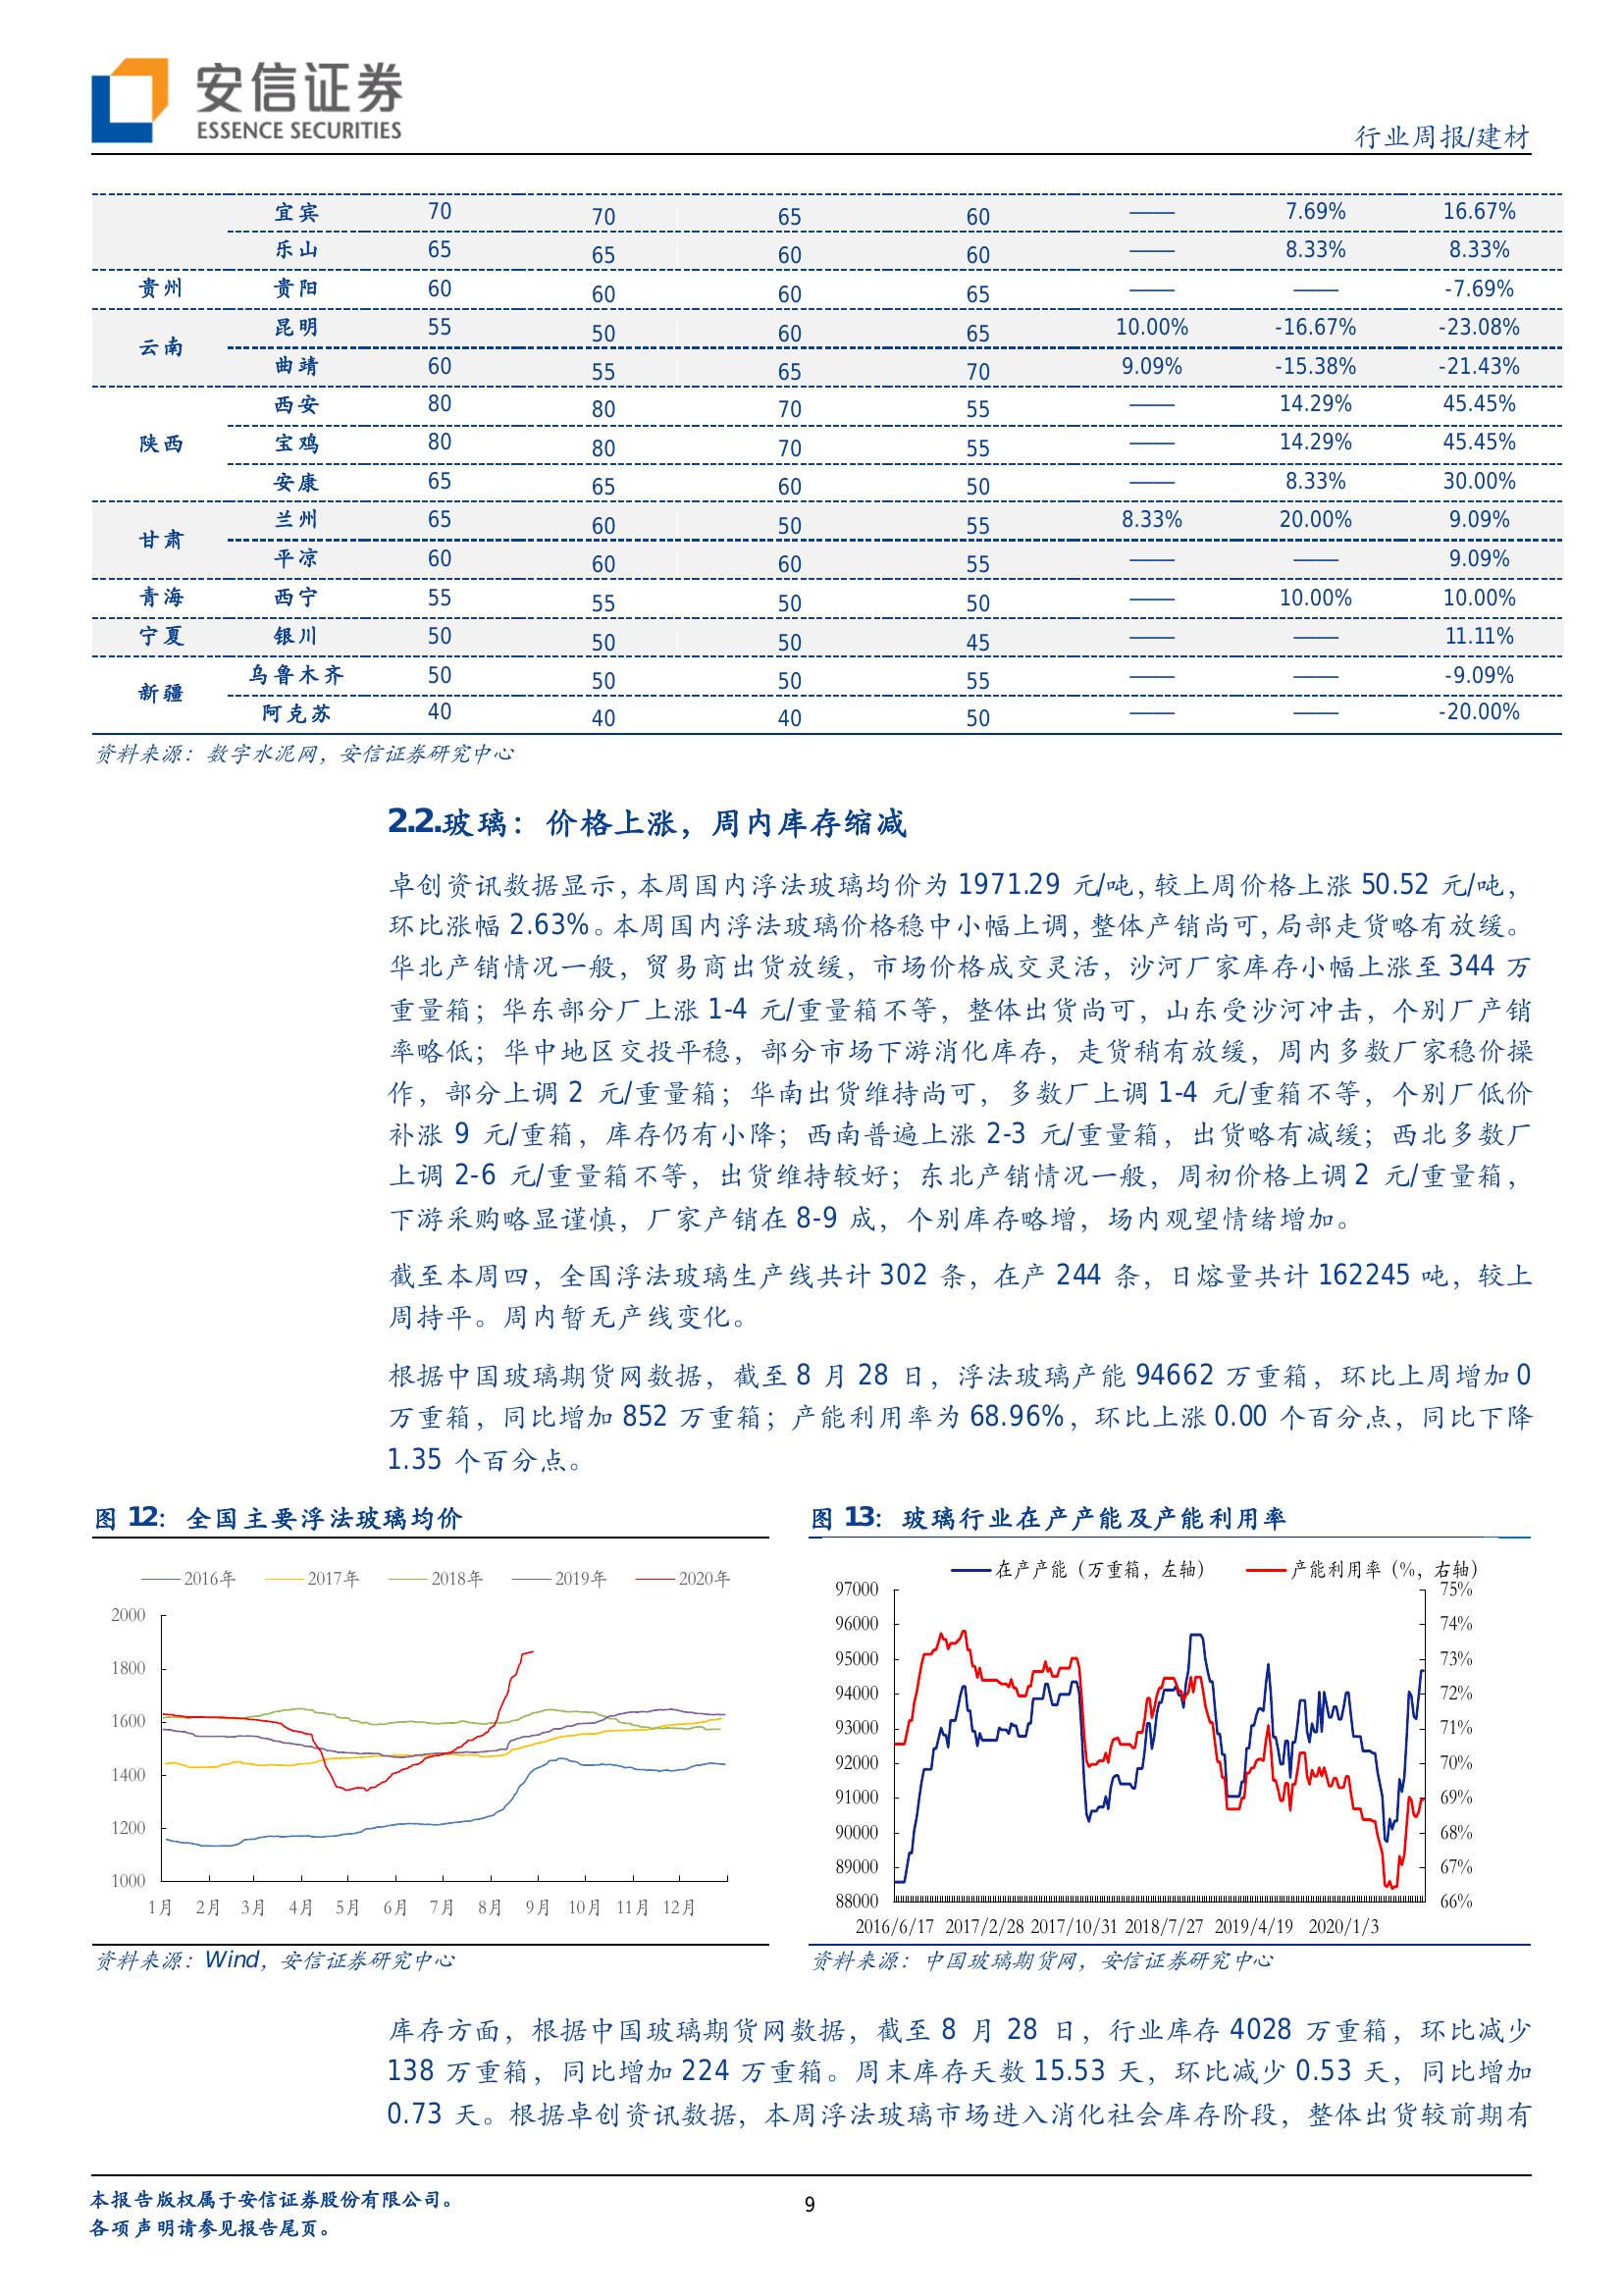 安信证券
ESSENCE SECURITIES
行业周报/建材
宜宾 70 70 65 60 —— 7.69% 16.67%
乐山 65 65 60 60 —— 8.33% 8.33%
贵州 贵阳 60 60 60 65 —— —— -7.69%
云南 昆明 55 50 60 65 10.00% -16.67% -23.08%
曲靖 60 55 65 70 9.09% -15.38% -21.43%
陕西 西安 80 80 70 55 —— 14.29% 45.45%
宝鸡 80 80 70 55 —— 14.29% 45.45%
安康 65 65 60 50 —— 8.33% 30.00%
甘肃 兰州 65 60 50 55 8.33% 20.00% 9.09%
平凉 60 60 60 55 —— —— 9.09%
青海 西宁 55 55 50 50 —— 10.00% 10.00%
宁夏 银川 50 50 50 45 —— —— 11.11%
新疆 乌鲁木齐 50 50 50 55 —— —— -9.09%
阿克苏 40 40 40 50 —— —— -20.00%
资料来源：数字水泥网，安信证券研究中心
2.2.玻璃：价格上涨，周内库存缩减
卓创资讯数据显示，本周国内浮法玻璃均价为 1971.29 元/吨，较上周价格上涨 50.52 元/吨，
环比涨幅 2.63%。本周国内浮法玻璃价格稳中小幅上调，整体产销尚可，局部走货略有放缓。
华北产销情况一般，贸易商出货放缓，市场价格成交灵活，沙河厂家库存小幅上涨至 344 万
重量箱；华东部分厂上涨 1-4 元/重量箱不等，整体出货尚可，山东受沙河冲击，个别厂产销
率略低；华中地区交投平稳，部分市场下游消化库存，走货稍有放缓，周内多数厂家稳价操
作，部分上调 2 元/重量箱；华南出货维持尚可，多数厂上调 1-4 元/重箱不等，个别厂低价
补涨 9 元/重箱，库存仍有小降；西南普遍上涨 2-3 元/重量箱，出货略有减缓；西北多数厂
上调 2-6 元/重量箱不等，出货维持较好；东北产销情况一般，周初价格上调 2 元/重量箱，
下游采购略显谨慎，厂家产销在 8-9 成，个别库存略增，场内观望情绪增加。
截至本周四，全国浮法玻璃生产线共计 302 条，在产 244 条，日熔量共计 162245 吨，较上
周持平。周内暂无产线变化。
根据中国玻璃期货网数据，截至 8 月 28 日，浮法玻璃产能 94662 万重箱，环比上周增加 0
万重箱，同比增加 852 万重箱；产能利用率为 68.96%，环比上涨 0.00 个百分点，同比下降
1.35 个百分点。
图 12：全国主要浮法玻璃均价
2016年 2017年 2018年 2019年 2020年
2000
1800
1600
1400
1200
1000
1月 2月 3月 4月 5月 6月 7月 8月 9月 10月 11月 12月
资料来源：Wind，安信证券研究中心
图 13：玻璃行业在产产能及产能利用率
在产产能（万重箱，左轴） 产能利用率（%，右轴）
97000 75%
96000 74%
95000 73%
94000 72%
93000 71%
92000 70%
91000 69%
90000 68%
89000 67%
88000 66%
2016/6/17 2017/2/28 2017/10/31 2018/7/27 2019/4/19 2020/1/3
资料来源：中国玻璃期货网，安信证券研究中心
库存方面，根据中国玻璃期货网数据，截至 8 月 28 日，行业库存 4028 万重箱，环比减少
138 万重箱，同比增加 224 万重箱。周末库存天数 15.53 天，环比减少 0.53 天，同比增加
0.73 天。根据卓创资讯数据，本周浮法玻璃市场进入消化社会库存阶段，整体出货较前期有
本报告版权属于安信证券股份有限公司。
各项声明请参见报告尾页。
9